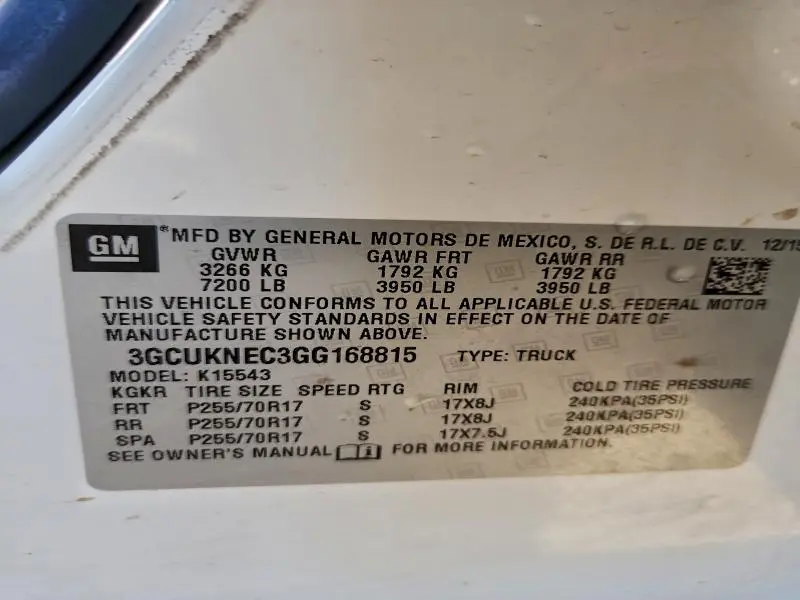 GM ®MFD BY GENERAL MOTORS DE MEXICO, S. DE R.L. DE C.V. 12/15
GVWR GAWR FRT GAWR RR
3266 KG 1792 KG 1792 KG
7200 LB 3950 LB 3950 LB
THIS VEHICLE CONFORMS TO ALL APPLICABLE U.S. FEDERAL MOTOR
VEHICLE SAFETY STANDARDS IN EFFECT ON THE DATE OF
MANUFACTURE SHOWN ABOVE.
3GCUKNEC3GG168815 TYPE: TRUCK
MODEL: K15543
KGKR TIRE SIZE SPEED RTG RIM COLD TIRE PRESSURE
FRT P255/70R17 S 17X8J 240KPA(35PSI)
RR P255/70R17 S 17X8J 240KPA(35PSI)
SPA P255/70R17 S 17X7.5J 240KPA(35PSI)
SEE OWNER'S MANUAL FOR MORE INFORMATION.